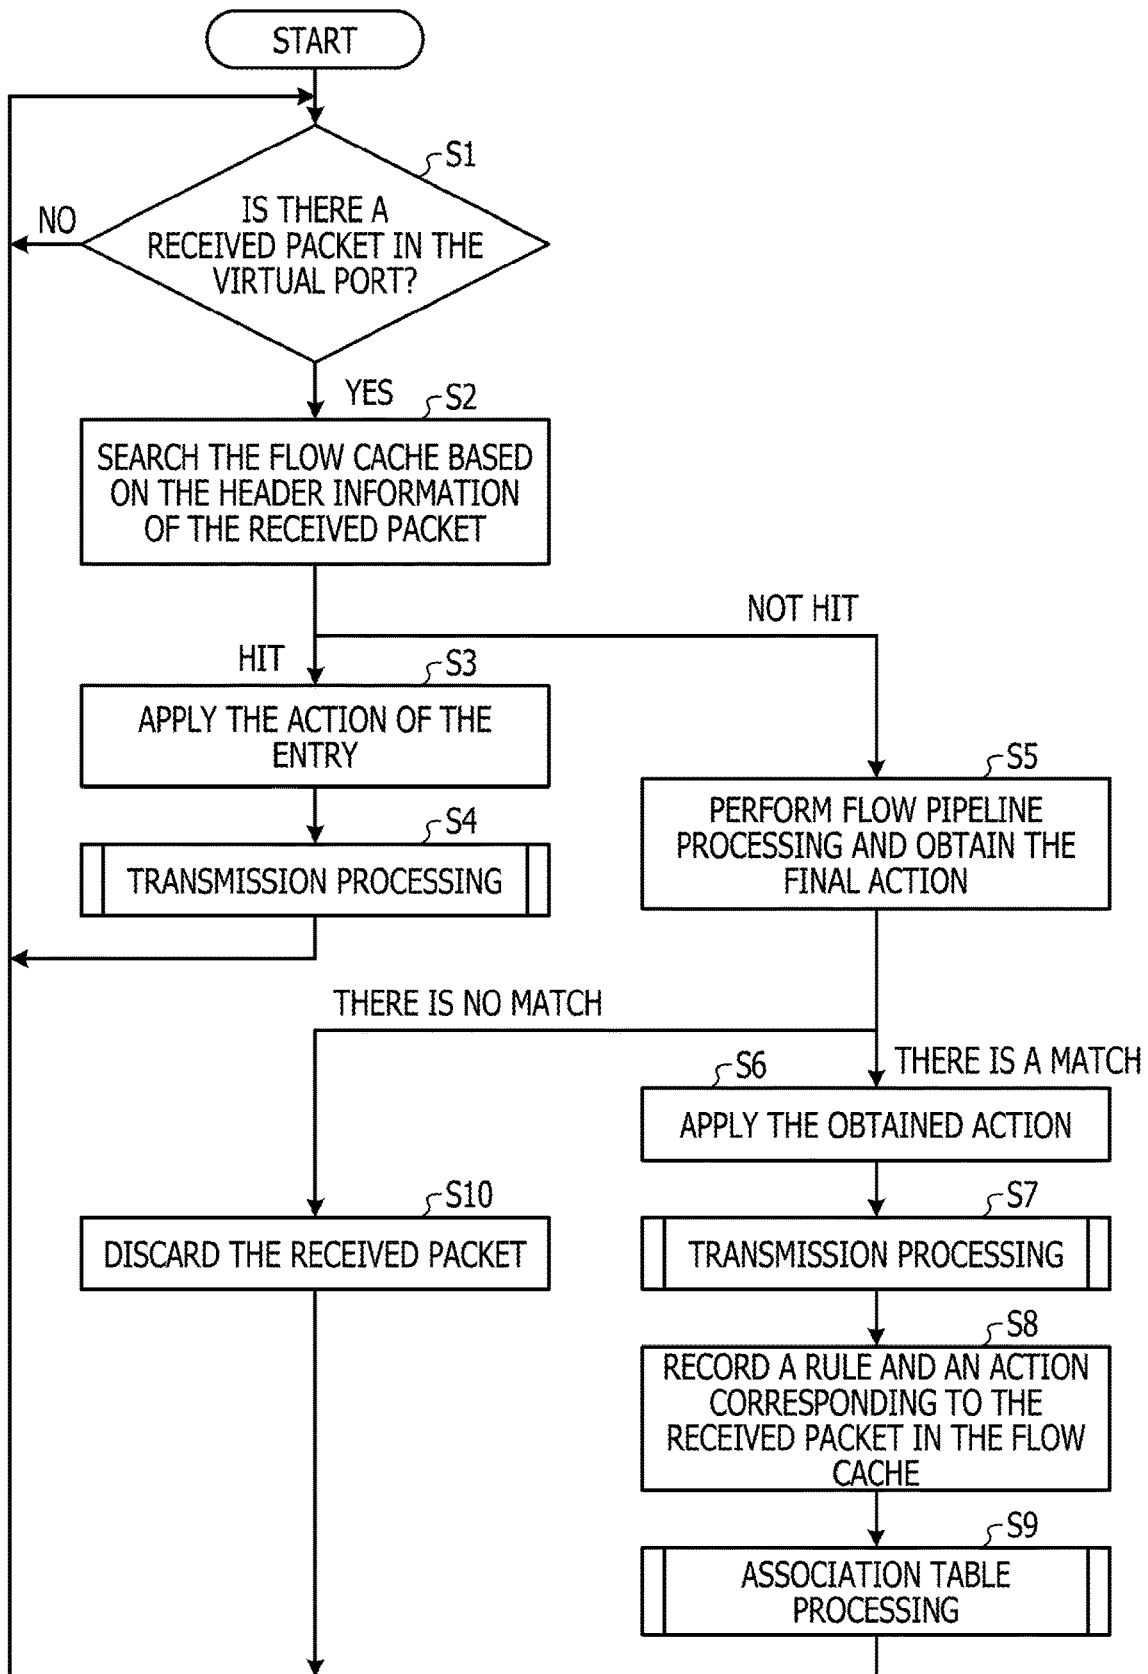 START
S1
IS THERE A
RECEIVED PACKET IN THE
VIRTUAL PORT?
NO
YES
S2
SEARCH THE FLOW CACHE BASED
ON THE HEADER INFORMATION
OF THE RECEIVED PACKET
NOT HIT
HIT
S3
APPLY THE ACTION OF THE
ENTRY
S4
TRANSMISSION PROCESSING
S5
PERFORM FLOW PIPELINE
PROCESSING AND OBTAIN THE
FINAL ACTION
THERE IS NO MATCH
THERE IS A MATCH
S6
APPLY THE OBTAINED ACTION
S10
DISCARD THE RECEIVED PACKET
S7
TRANSMISSION PROCESSING
S8
RECORD A RULE AND AN ACTION
CORRESPONDING TO THE
RECEIVED PACKET IN THE FLOW
CACHE
S9
ASSOCIATION TABLE
PROCESSING